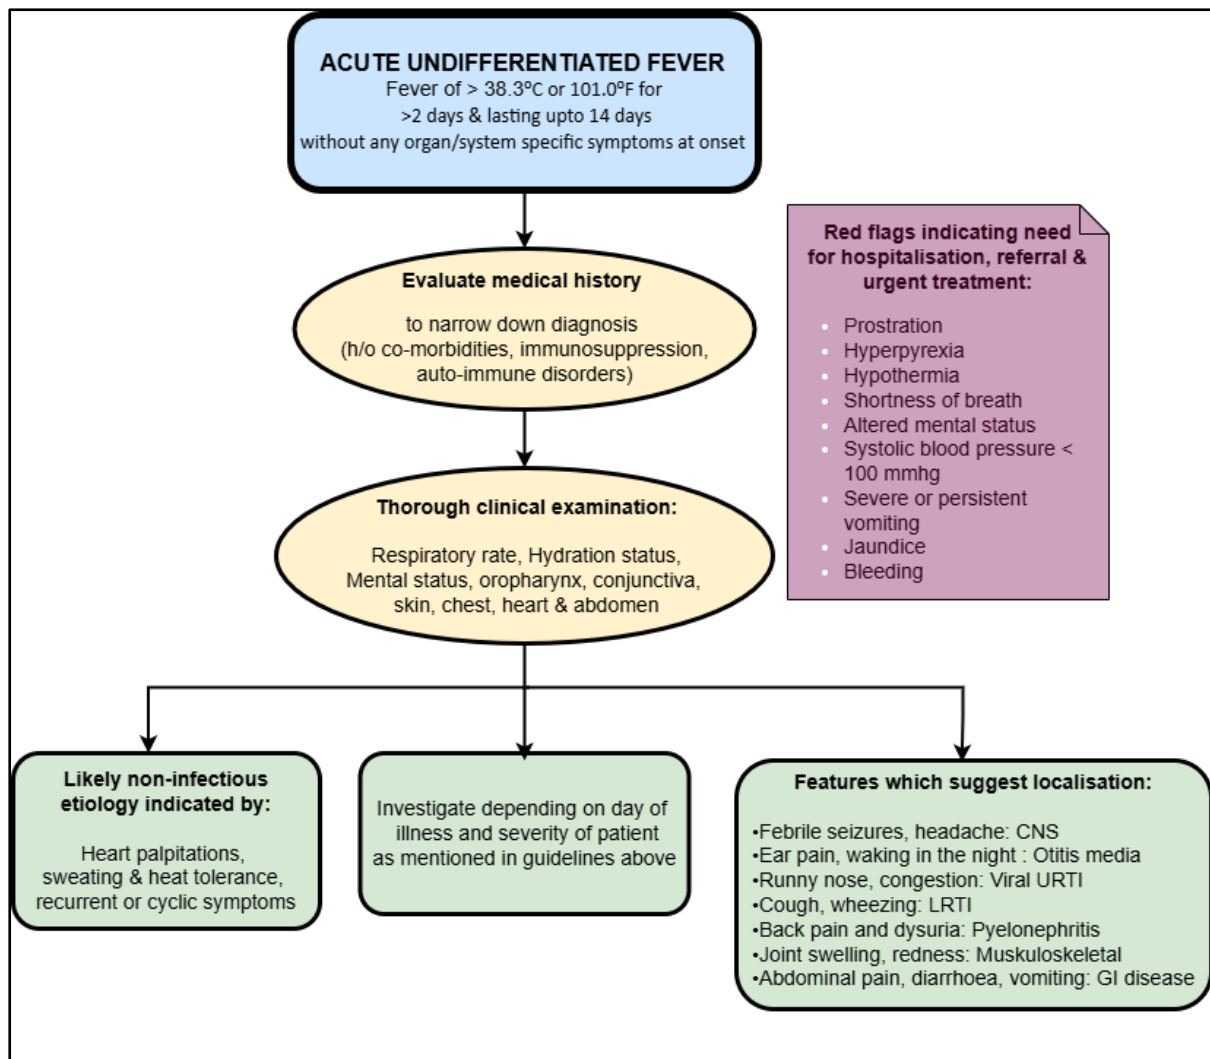 ACUTE UNDIFFERENTIATED FEVER
Fever of > 38.3ºC or 101.0ºF for
>2 days & lasting upto 14 days
without any organ/system specific symptoms at onset
Evaluate medical history
to narrow down diagnosis
(h/o co-morbidities, immunosuppression,
auto-immune disorders)
Red flags indicating need
for hospitalisation, referral &
urgent treatment:
• Prostration
• Hyperpyrexia
• Hypothermia
• Shortness of breath
• Altered mental status
• Systolic blood pressure <
100 mmhg
• Severe or persistent
vomiting
• Jaundice
• Bleeding
Thorough clinical examination:
Respiratory rate, Hydration status,
Mental status, oropharynx, conjunctiva,
skin, chest, heart & abdomen
Likely non-infectious
etiology indicated by:
Heart palpitations,
sweating & heat tolerance,
recurrent or cyclic symptoms
Investigate depending on day of
illness and severity of patient
as mentioned in guidelines above
Features which suggest localisation:
•Febrile seizures, headache: CNS
•Ear pain, waking in the night : Otitis media
•Runny nose, congestion: Viral URTI
•Cough, wheezing: LRTI
•Back pain and dysuria: Pyelonephritis
•Joint swelling, redness: Muskuloskeletal
•Abdominal pain, diarrhoea, vomiting: GI disease